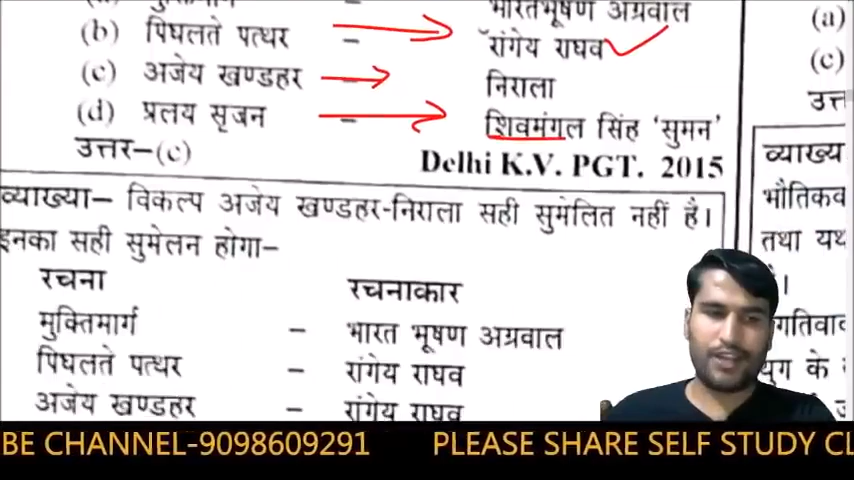 भारतभूषण अग्रवाल
(b) पिघलते पत्थर – रांगेय राघव
(c) अजेय खण्डहर – निराला
(d) प्रलय सृजन – शिवमंगल सिंह 'सुमन'
उत्तर–(c)
Delhi K.V. PGT. 2015
व्याख्या– विकल्प अजेय खण्डहर-निराला सही सुमेलित नहीं है।
इनका सही सुमेलन होगा–
रचना रचनाकार
मुक्तिमार्ग – भारत भूषण अग्रवाल
पिघलते पत्थर – रांगेय राघव
अजेय खण्डहर – रांगेय राघव
(a)
(c)
व्याख्य
भौतिकव
तथा यथ
है।
गतिवा
युग के
BE CHANNEL-9098609291 PLEASE SHARE SELF STUDY CL